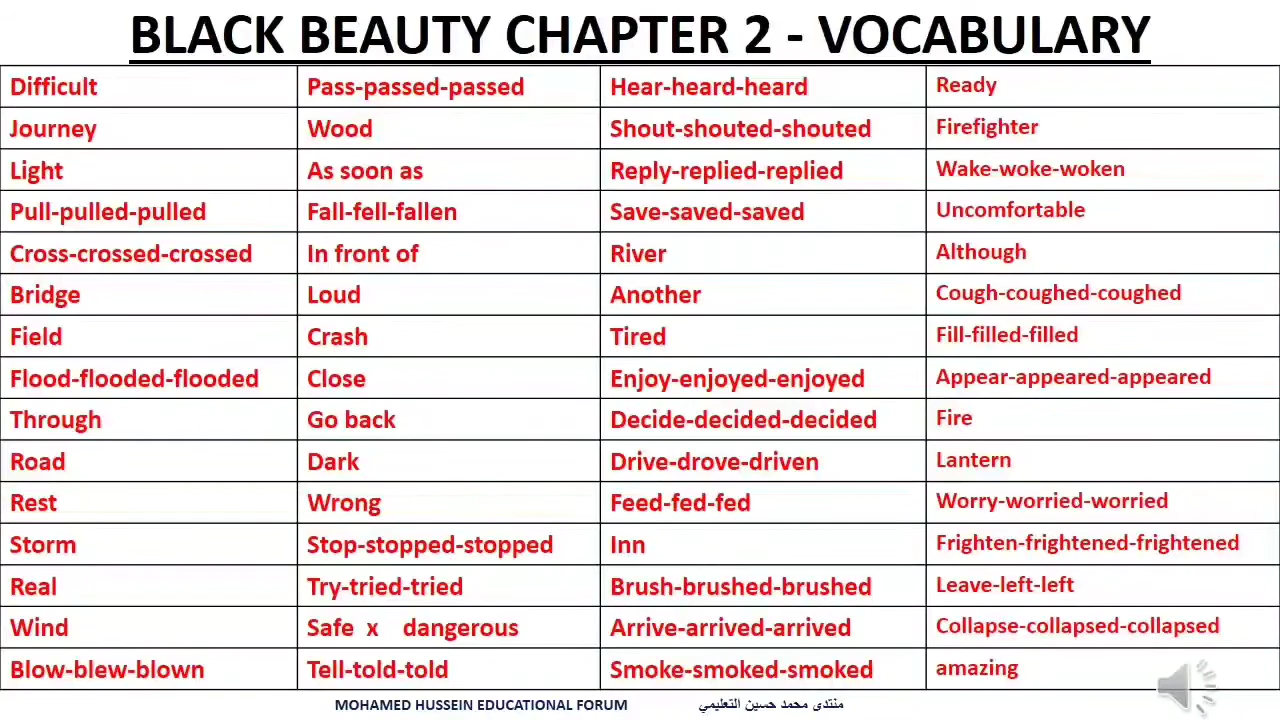 BLACK BEAUTY CHAPTER 2 - VOCABULARY
Difficult Pass-passed-passed Hear-heard-heard Ready
Journey Wood Shout-shouted-shouted Firefighter
Light As soon as Reply-replied-replied Wake-woke-woken
Pull-pulled-pulled Fall-fell-fallen Save-saved-saved Uncomfortable
Cross-crossed-crossed In front of River Although
Bridge Loud Another Cough-coughed-coughed
Field Crash Tired Fill-filled-filled
Flood-flooded-flooded Close Enjoy-enjoyed-enjoyed Appear-appeared-appeared
Through Go back Decide-decided-decided Fire
Road Dark Drive-drove-driven Lantern
Rest Wrong Feed-fed-fed Worry-worried-worried
Storm Stop-stopped-stopped Inn Frighten-frightened-frightened
Real Try-tried-tried Brush-brushed-brushed Leave-left-left
Wind Safe x dangerous Arrive-arrived-arrived Collapse-collapsed-collapsed
Blow-blew-blown Tell-told-told Smoke-smoked-smoked amazing
MOHAMED HUSSEIN EDUCATIONAL FORUM منتدى محمد حسين التعليمي